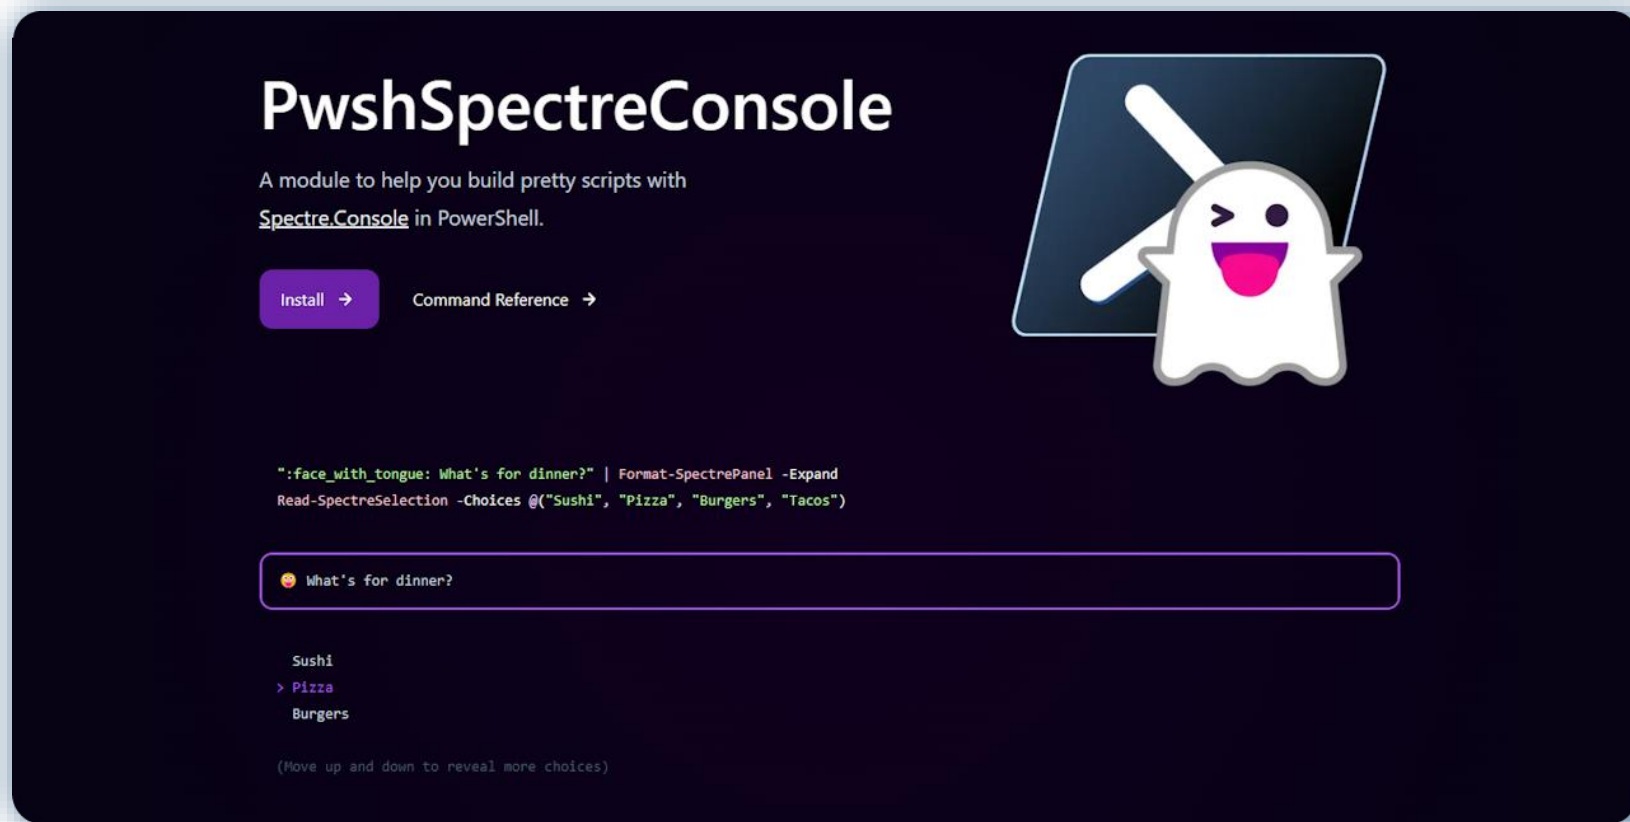 PwshSpectreConsole
A module to help you build pretty scripts with
Spectre.Console in PowerShell.
Install →
Command Reference →
":face_with_tongue: What's for dinner?" | Format-SpectrePanel -Expand
Read-SpectreSelection -Choices @("Sushi", "Pizza", "Burgers", "Tacos")
😛 What's for dinner?
Sushi
> Pizza
Burgers
(Move up and down to reveal more choices)